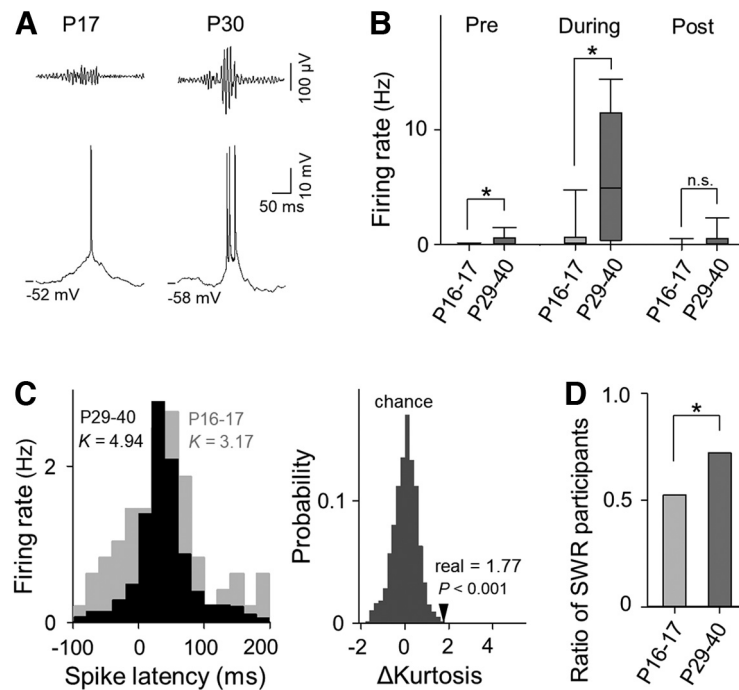 A
P17
P30
100 µV
10 mV
50 ms
-52 mV
-58 mV
B
Pre
During
Post
Firing rate (Hz)
10
0
*
*
n.s.
P16-17
P29-40
P16-17
P29-40
P16-17
P29-40
C
Firing rate (Hz)
2
0
P29-40
K = 4.94
P16-17
K = 3.17
-100
0
100
200
Spike latency (ms)
Probability
0.1
chance
real = 1.77
P < 0.001
-2
0
2
4
ΔKurtosis
D
Ratio of SWR participants
1.0
0.5
0
*
P16-17
P29-40